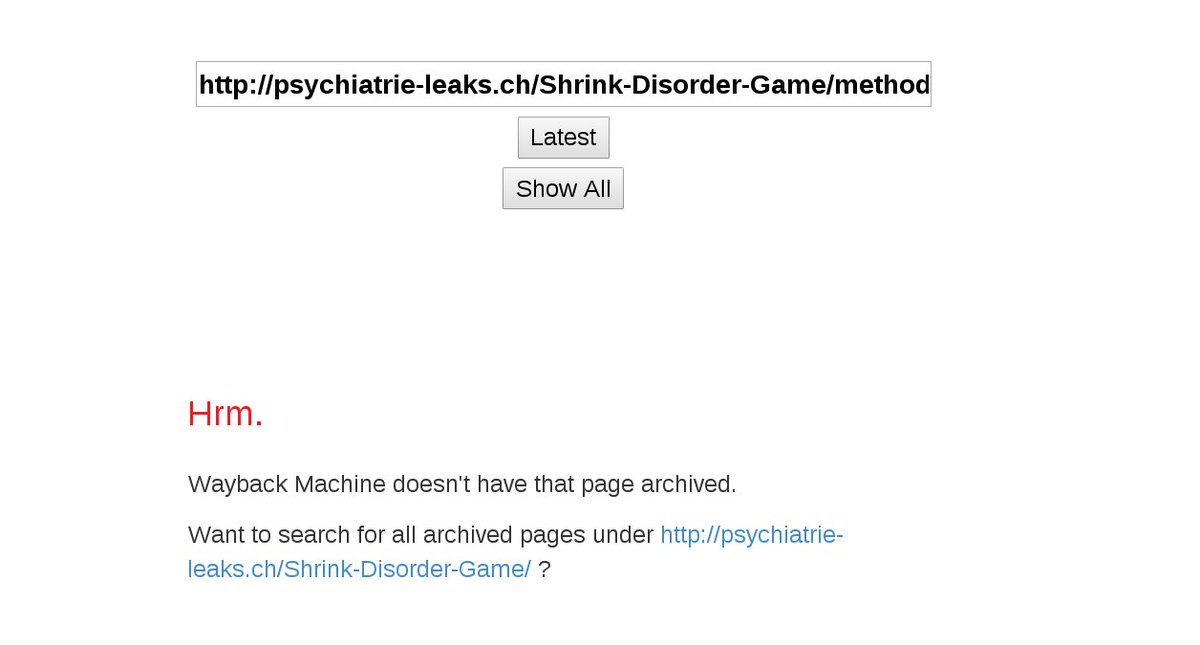 http://psychiatrie-leaks.ch/Shrink-Disorder-Game/method
Latest
Show All
Hrm.
Wayback Machine doesn't have that page archived.
Want to search for all archived pages under http://psychiatrie-
leaks.ch/Shrink-Disorder-Game/ ?